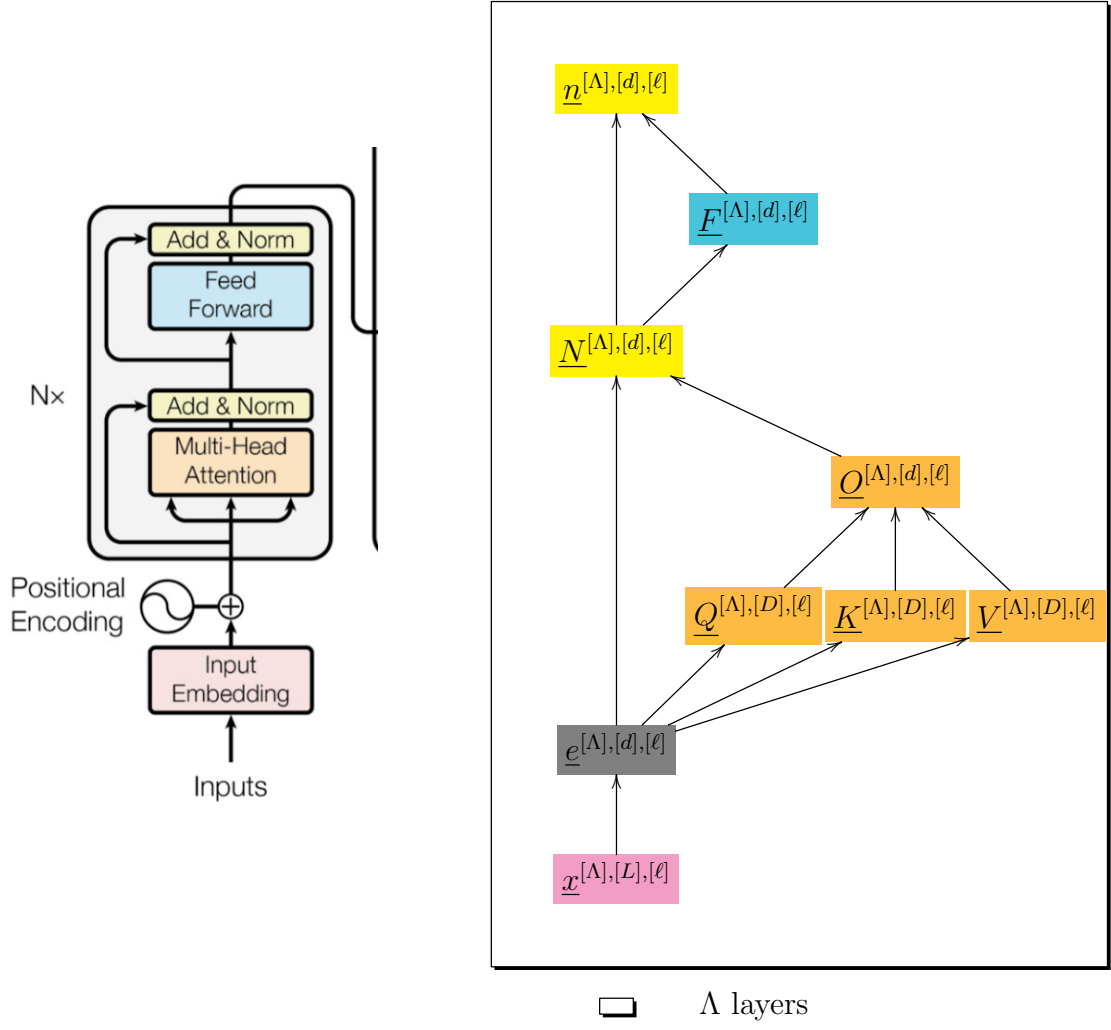 Add & Norm
Feed
Forward
N×
Add & Norm
Multi-Head
Attention
Positional
Encoding
Input
Embedding
Inputs
n^{[Λ],[d],[ℓ]}
F^{[Λ],[d],[ℓ]}
N^{[Λ],[d],[ℓ]}
O^{[Λ],[d],[ℓ]}
Q^{[Λ],[D],[ℓ]} K^{[Λ],[D],[ℓ]} V^{[Λ],[D],[ℓ]}
e^{[Λ],[d],[ℓ]}
x^{[Λ],[L],[ℓ]}
Λ layers